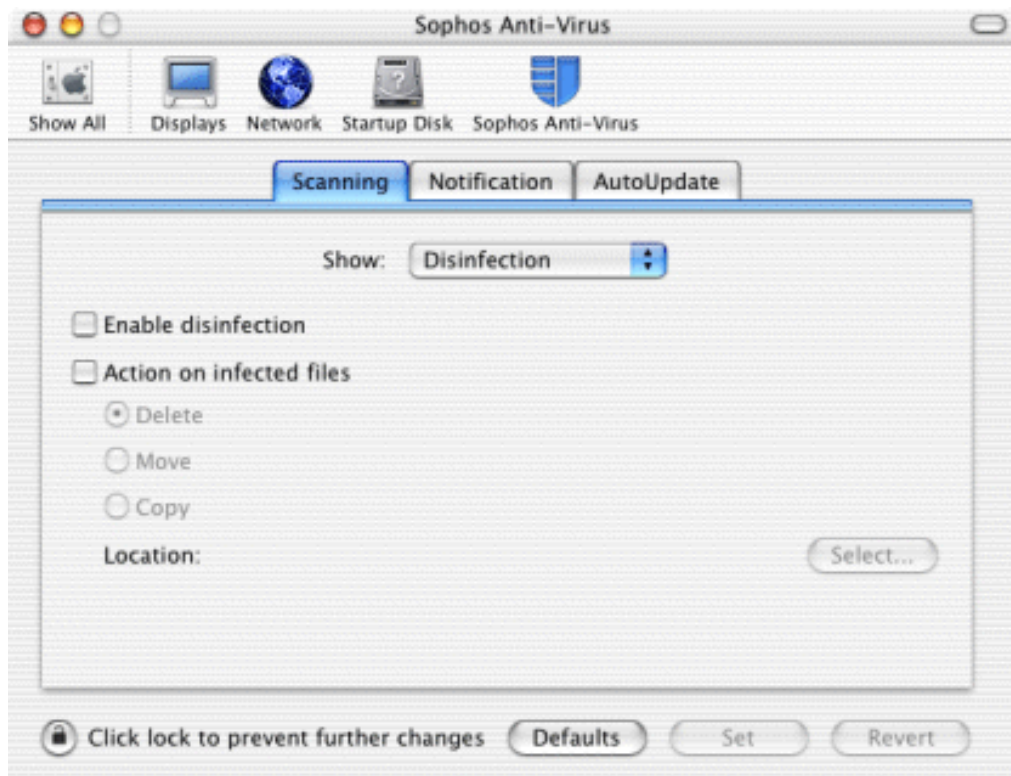 Sophos Anti-Virus
Show All Displays Network Startup Disk Sophos Anti-Virus
Scanning Notification AutoUpdate
Show: Disinfection
Enable disinfection
Action on infected files
Delete
Move
Copy
Location: Select...
Click lock to prevent further changes Defaults Set Revert